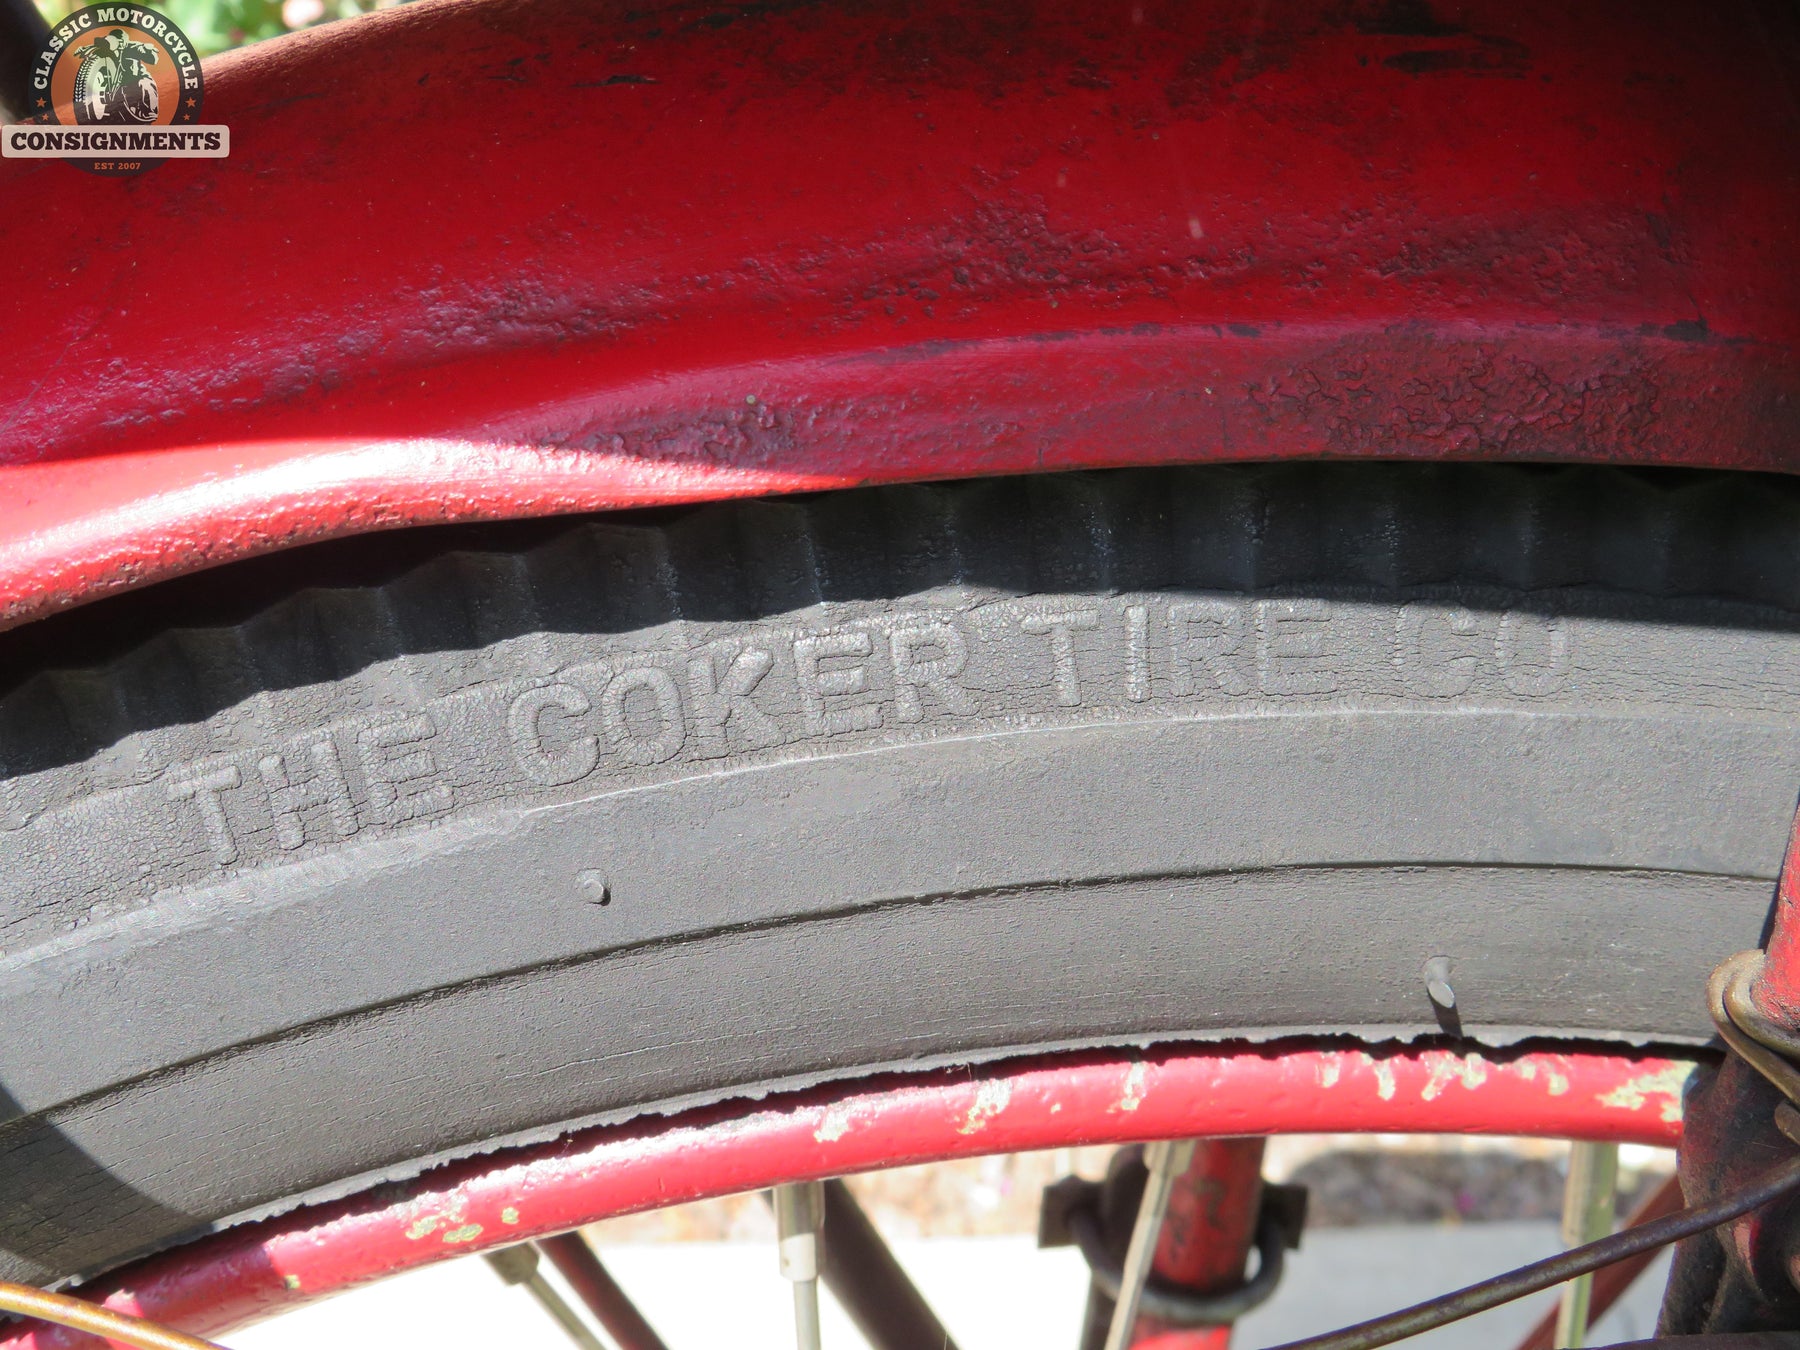 CLASSIC MOTORCYCLE
CONSIGNMENTS
EST 2007
THE COKER TIRE CO